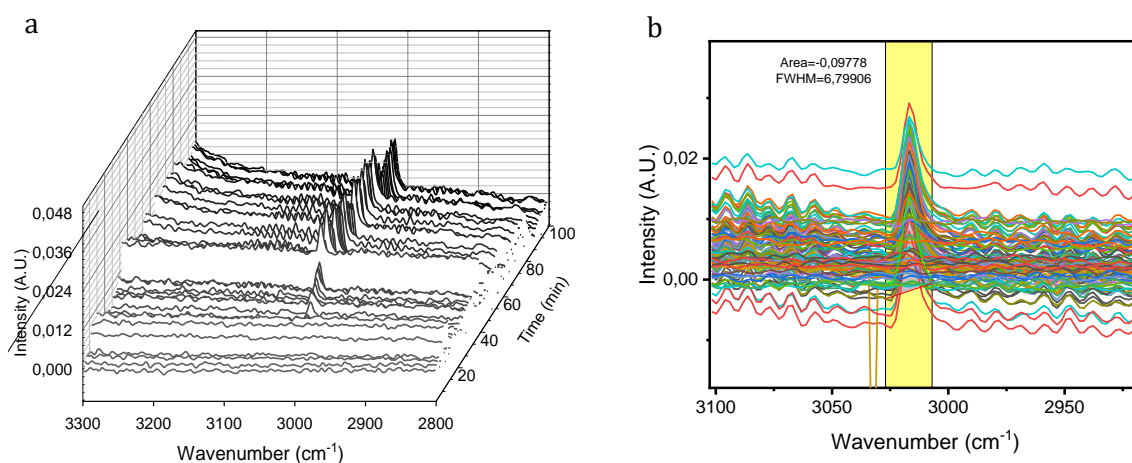 a
0,048
0,036
0,024
0,012
0,000
Intensity (A.U.)
3300 3200 3100 3000 2900 2800
Wavenumber (cm-1)
20
40
60
80
100
Time (min)
b
Area=-0,09778
FWHM=6,79906
0,02
0,00
Intensity (A.U.)
3100 3050 3000 2950
Wavenumber (cm-1)